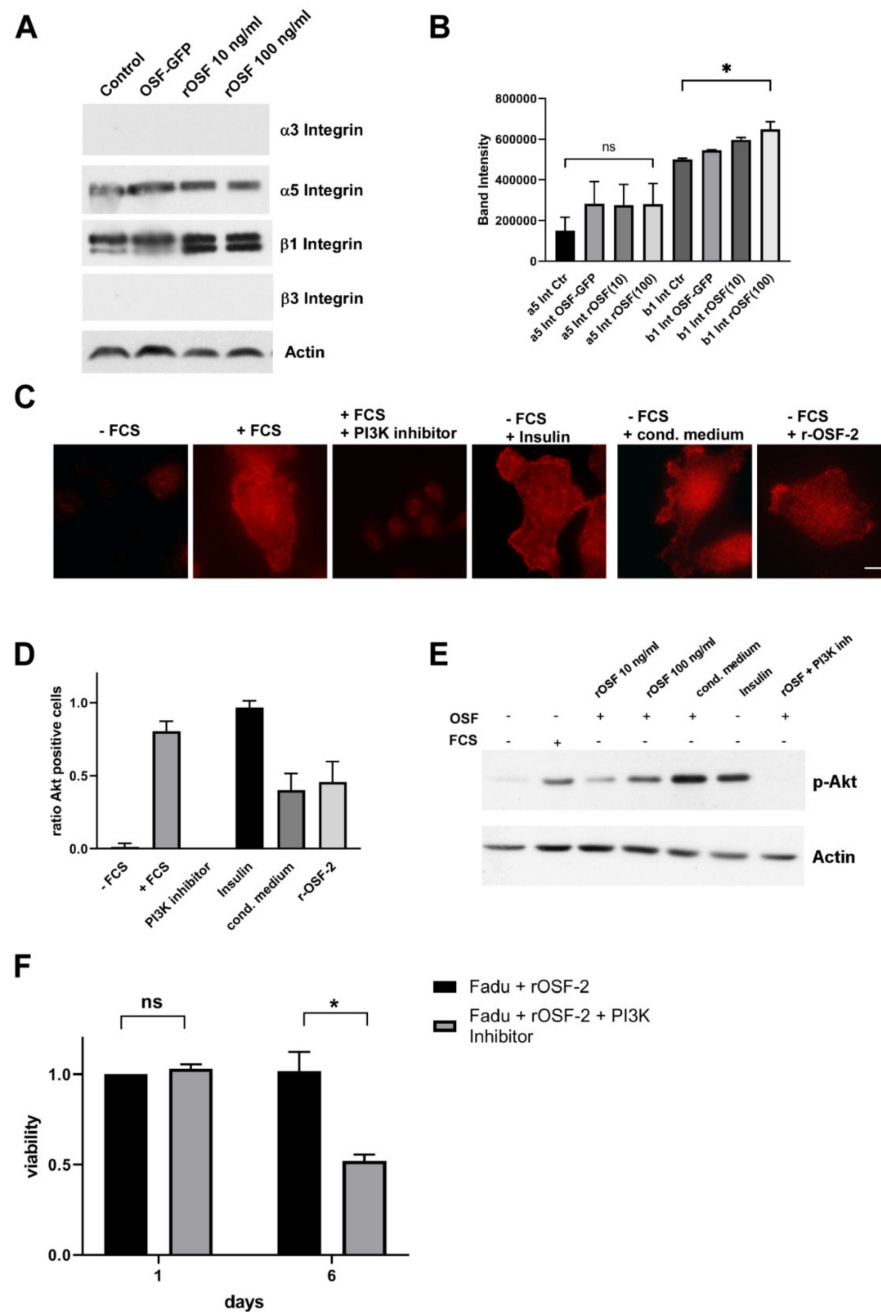 A
Control
OSF-GFP
rOSF 10 ng/ml
rOSF 100 ng/ml
α3 Integrin
α5 Integrin
β1 Integrin
β3 Integrin
Actin
B
*
ns
Band Intensity
800000
600000
400000
200000
0
a5 Int Ctr
a5 Int OSF-GFP
a5 Int rOSF(10)
a5 Int rOSF(100)
b1 Int Ctr
b1 Int OSF-GFP
b1 Int rOSF(10)
b1 Int rOSF(100)
C
- FCS
+ FCS
+ FCS
+ PI3K inhibitor
- FCS
+ Insulin
- FCS
+ cond. medium
- FCS
+ r-OSF-2
D
ratio Akt positive cells
1.0
0.5
0.0
- FCS
+ FCS
PI3K inhibitor
Insulin
cond. medium
r-OSF-2
E
rOSF 10 ng/ml
rOSF 100 ng/ml
cond. medium
Insulin
rOSF + PI3K inh
OSF - - + + + - +
FCS - + - - - - -
p-Akt
Actin
F
ns
*
viability
1.0
0.5
0.0
1
6
days
Fadu + rOSF-2
Fadu + rOSF-2 + PI3K
Inhibitor